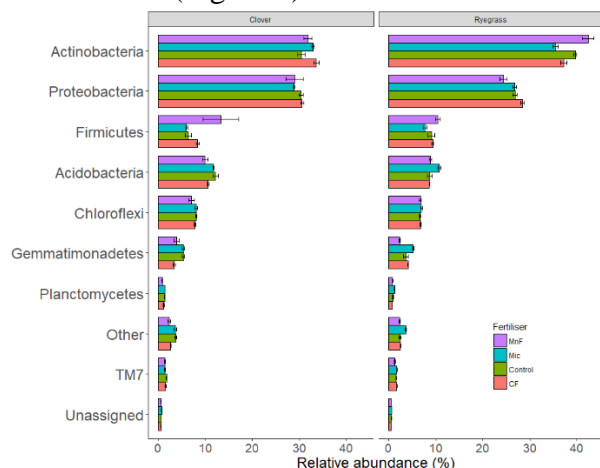 Clover Ryegrass
Actinobacteria
Proteobacteria
Firmicutes
Acidobacteria
Chloroflexi
Gemmatimonadetes
Planctomycetes
Other
TM7
Unassigned
Fertiliser
MnF
Mic
Control
CF
0 10 20 30 40 0 10 20 30 40
Relative abundance (%)